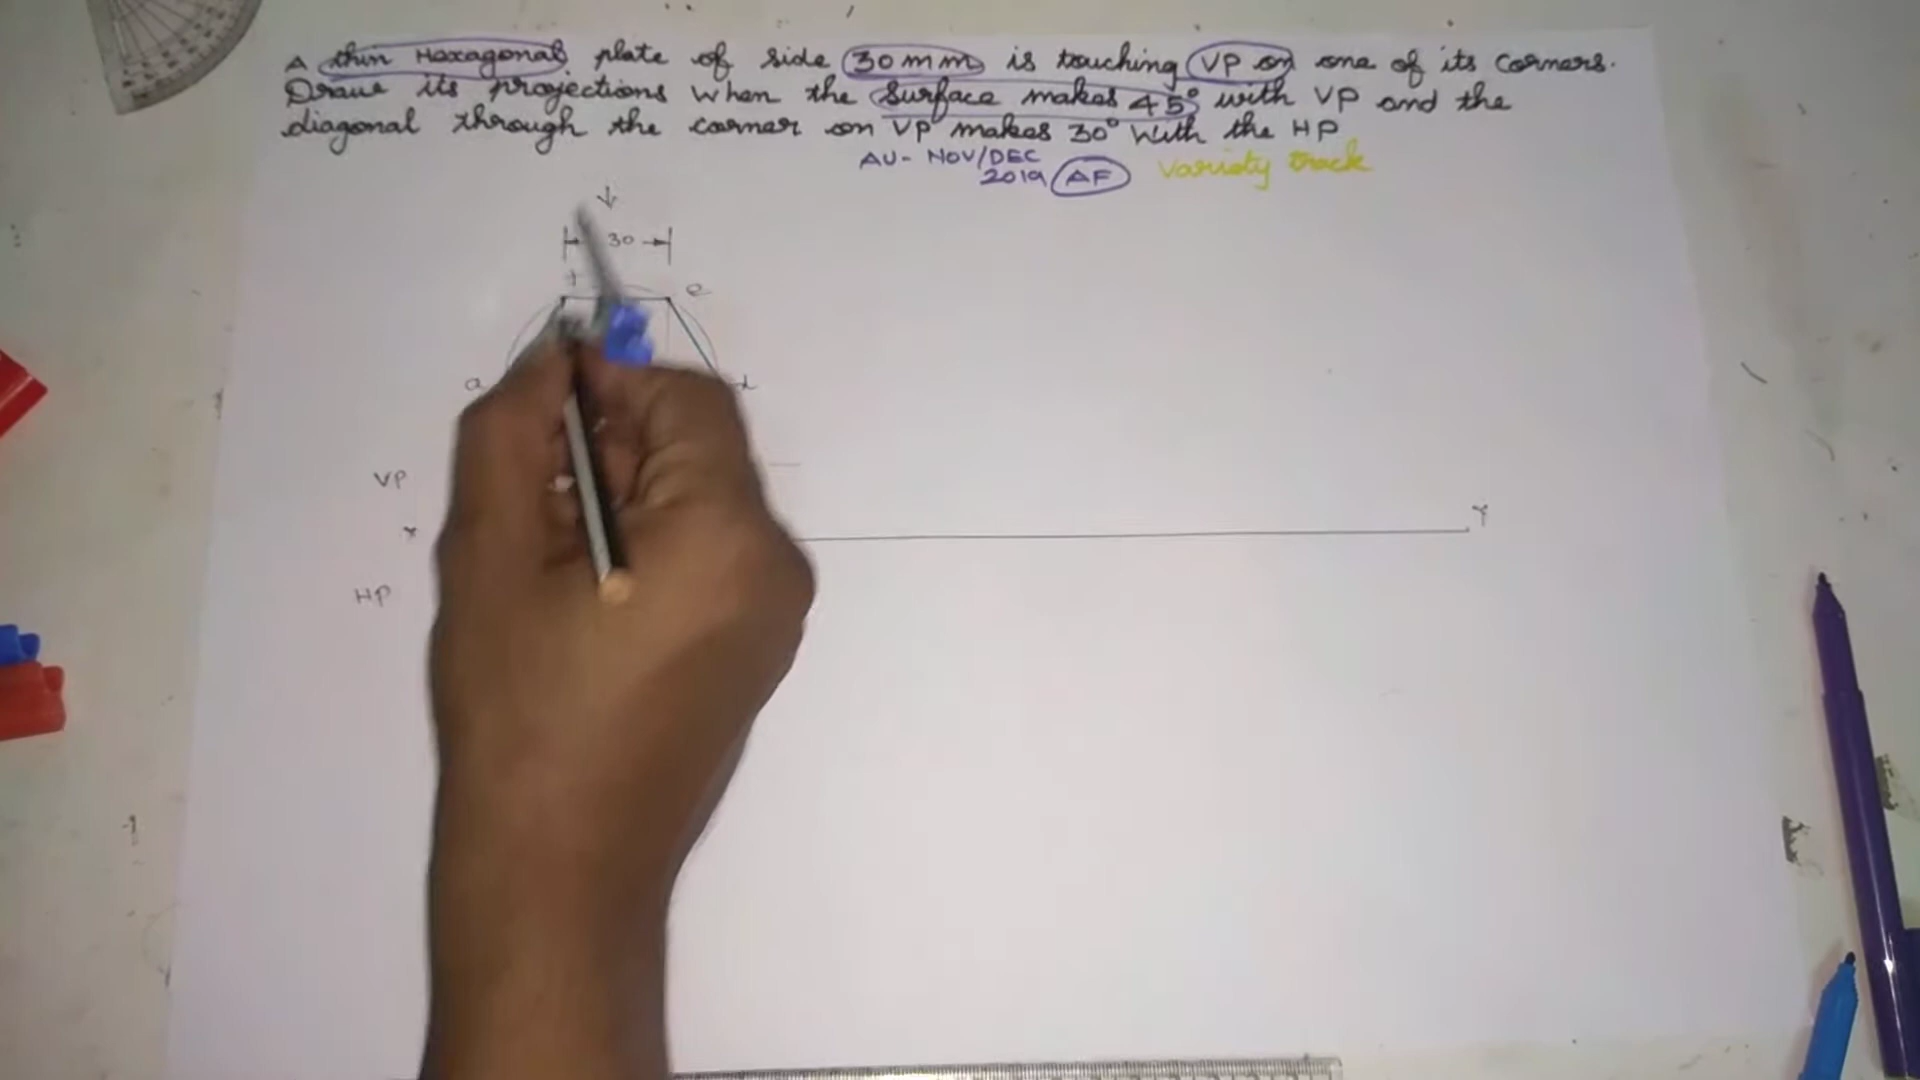 A thin Hexagonal plate of side 30mm is touching VP on one of its corners.
Draw its projections when the surface makes 45° with VP and the
diagonal through the corner on VP makes 30° with the HP
AU- NOV/DEC
2019 AF Variety track
30
f e
a d
VP
X Y
HP